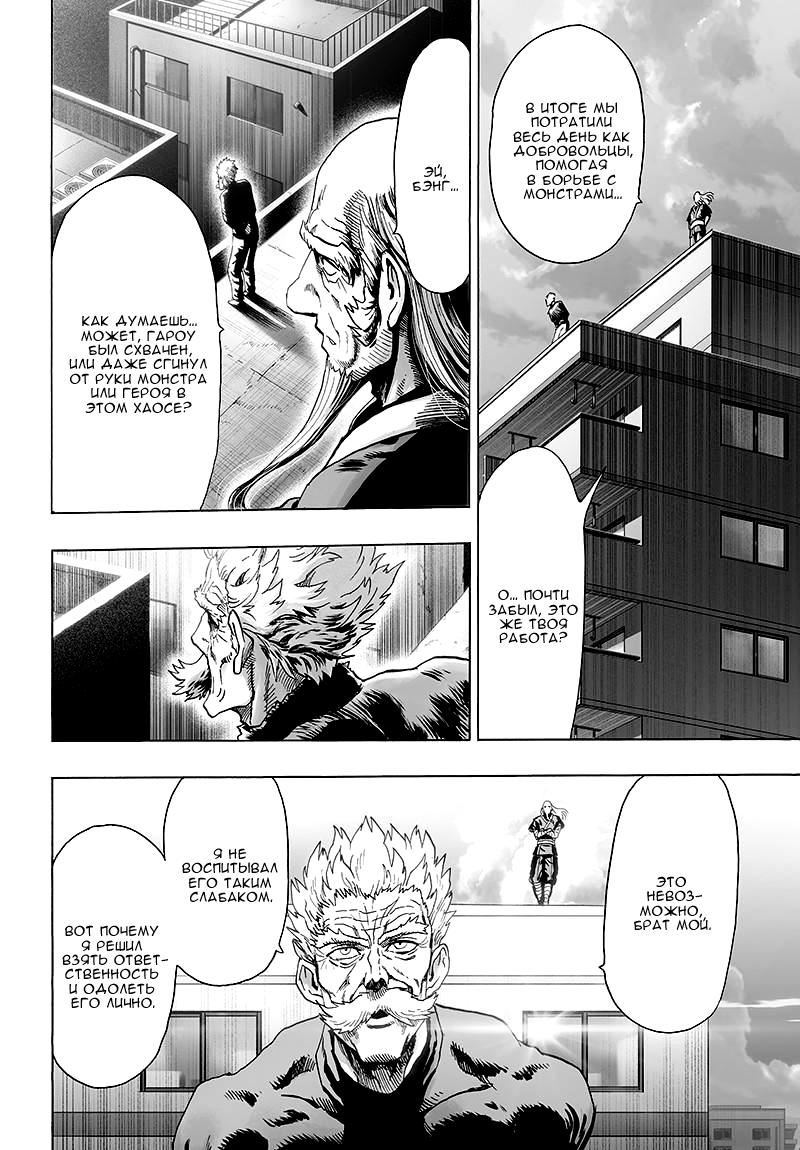 В ИТОГЕ МЫ
ПОТРАТИЛИ
ВЕСЬ ДЕНЬ КАК
ДОБРОВОЛЬЦЫ,
ПОМОГАЯ
В БОРЬБЕ С
МОНСТРАМИ...
О... ПОЧТИ
ЗАБЫЛ, ЭТО
ЖЕ ТВОЯ
РАБОТА?
ЭЙ,
БЭНГ...
КАК ДУМАЕШЬ...
МОЖЕТ, ГАРОУ
БЫЛ СХВАЧЕН,
ИЛИ ДАЖЕ СГИНУЛ
ОТ РУКИ МОНСТРА
ИЛИ ГЕРОЯ В
ЭТОМ ХАОСЕ?
ЭТО
НЕВОЗ-
МОЖНО,
БРАТ МОЙ.
Я НЕ
ВОСПИТЫВАЛ
ЕГО ТАКИМ
СЛАБАКОМ.
ВОТ ПОЧЕМУ
Я РЕШИЛ
ВЗЯТЬ ОТВЕТ-
СТВЕННОСТЬ
И ОДОЛЕТЬ
ЕГО ЛИЧНО.